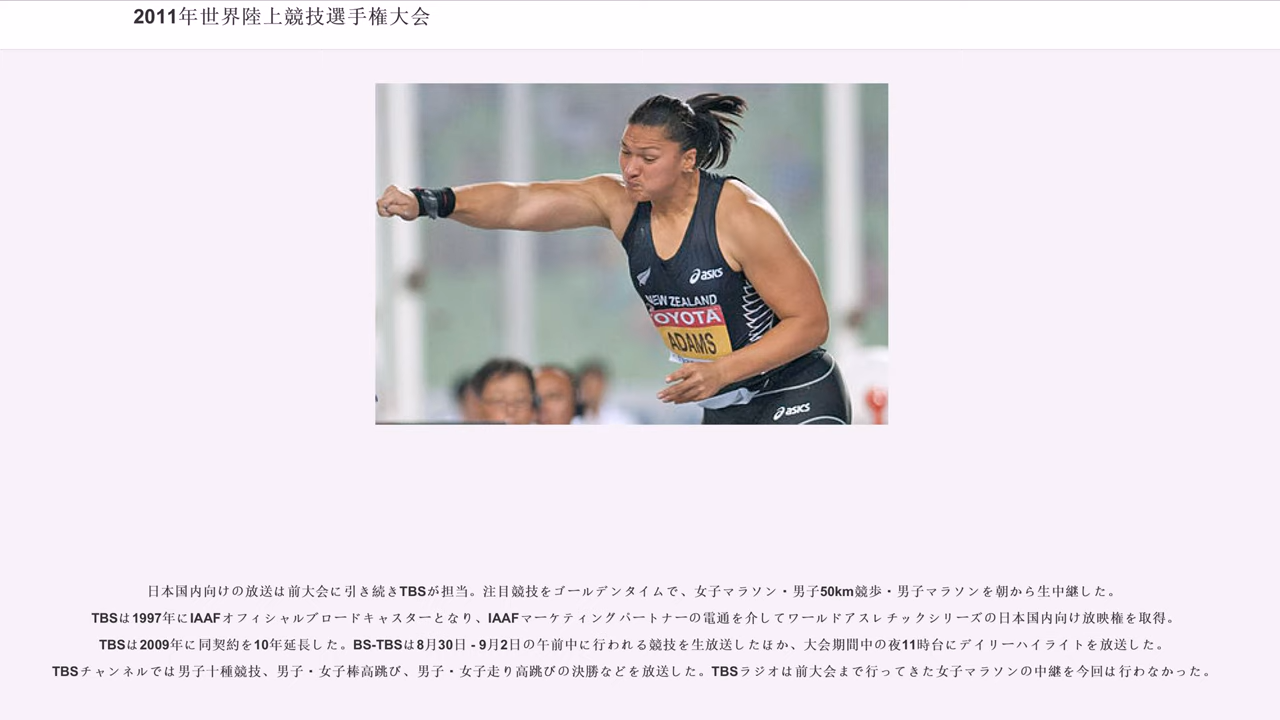 2011年世界陸上競技選手権大会
asics
NEW ZEALAND
TOYOTA
ADAMS
asics
日本国内向けの放送は前大会に引き続きTBSが担当。注目競技をゴールデンタイムで、女子マラソン・男子50km競歩・男子マラソンを朝から生中継した。
TBSは1997年にIAAFオフィシャルブロードキャスターとなり、IAAFマーケティングパートナーの電通を介してワールドアスレチックシリーズの日本国内向け放映権を取得。
TBSは2009年に同契約を10年延長した。BS-TBSは8月30日 - 9月2日の午前中に行われる競技を生放送したほか、大会期間中の夜11時台にデイリーハイライトを放送した。
TBSチャンネルでは男子十種競技、男子・女子棒高跳び、男子・女子走り高跳びの決勝などを放送した。TBSラジオは前大会まで行ってきた女子マラソンの中継を今回は行わなかった。